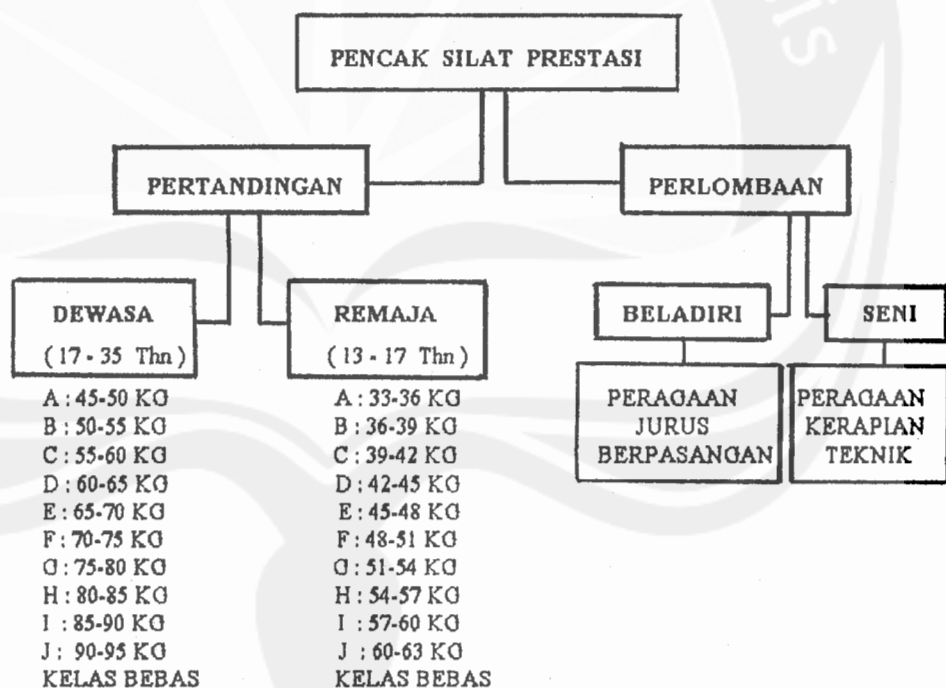 PENCAK SILAT PRESTASI
PERTANDINGAN
PERLOMBAAN
DEWASA
( 17 - 35 Thn )
A : 45-50 KG
B : 50-55 KG
C : 55-60 KG
D : 60-65 KG
E : 65-70 KG
F : 70-75 KG
G : 75-80 KG
H : 80-85 KG
I : 85-90 KG
J : 90-95 KG
KELAS BEBAS
REMAJA
( 13 - 17 Thn )
A : 33-36 KG
B : 36-39 KG
C : 39-42 KG
D : 42-45 KG
E : 45-48 KG
F : 48-51 KG
G : 51-54 KG
H : 54-57 KG
I : 57-60 KG
J : 60-63 KG
KELAS BEBAS
BELADIRI
PERAGAAN
JURUS
BERPASANGAN
SENI
PERAGAAN
KERAPIAN
TEKNIK